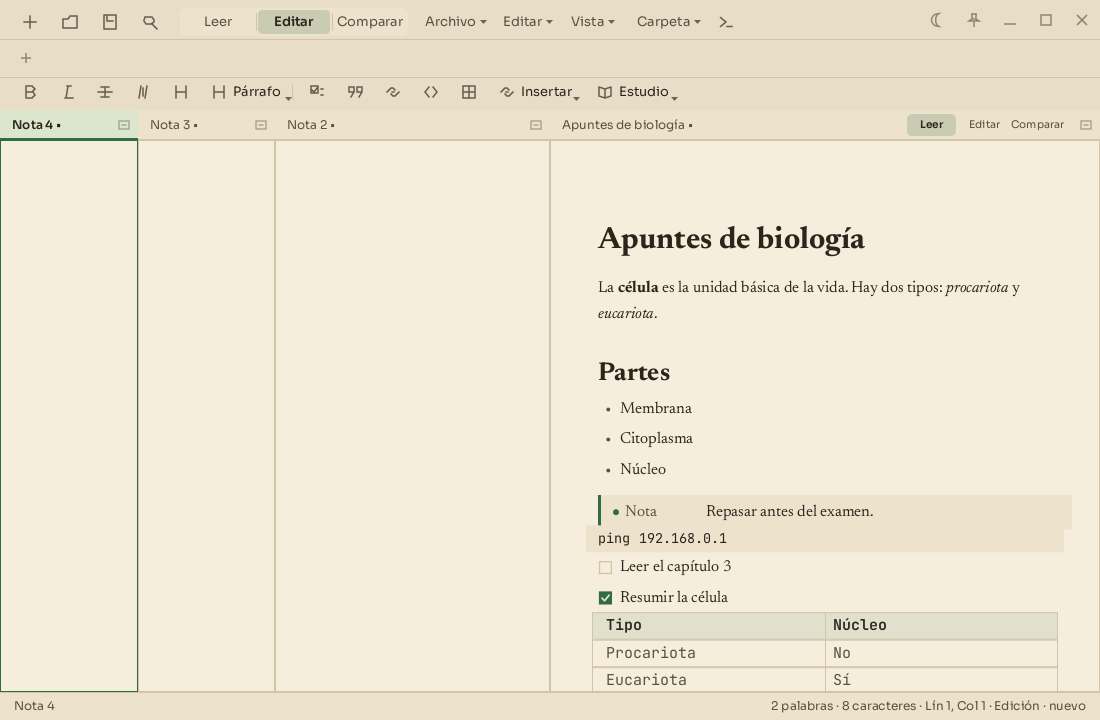 Leer Editar Comparar Archivo Editar Vista Carpeta
Párrafo Insertar Estudio
Nota 4 • Nota 3 • Nota 2 • Apuntes de biología • Leer Editar Comparar
Apuntes de biología
La célula es la unidad básica de la vida. Hay dos tipos: procariota y
eucariota.
Partes
• Membrana
• Citoplasma
• Núcleo
• Nota Repasar antes del examen.
ping 192.168.0.1
Leer el capítulo 3
Resumir la célula
Tipo Núcleo
Procariota No
Eucariota Sí
Nota 4 2 palabras · 8 caracteres · Lín 1, Col 1 · Edición · nuevo